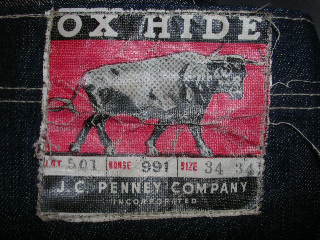 OX HIDE
LOT 501 HOUSE 991 SIZE 34 34
J. C. PENNEY COMPANY
INCORPORATED